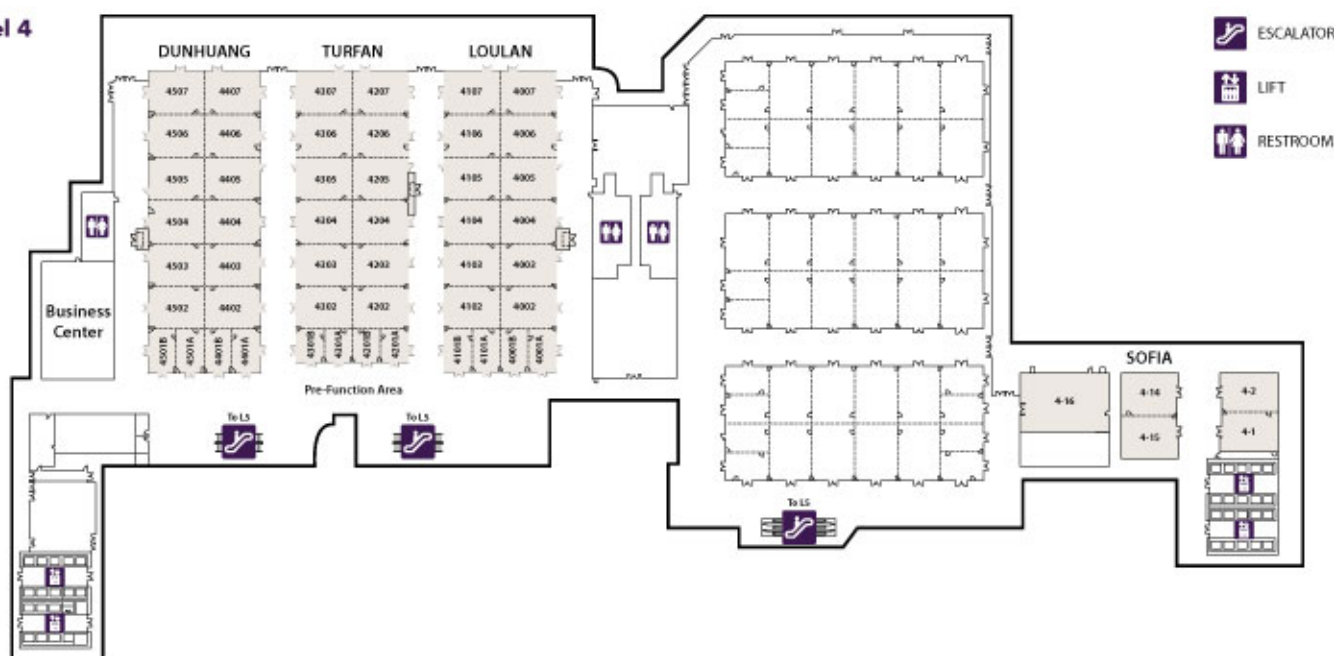 el 4
ESCALATOR
LIFT
RESTROOM
DUNHUANG TURFAN LOULAN
4507 4407 4307 4207 4107 4007
4506 4406 4306 4206 4106 4006
4505 4405 4305 4205 4105 4005
4504 4404 4304 4204 4104 4004
4503 4403 4303 4203 4103 4003
4502 4402 4302 4202 4102 4002
4501B 4501A 4401B 4401A 4301B 4201A 4201B 4201A 4101B 4101A 4001B 4001A
Business
Center
Pre-Function Area
To L5 To L5
SOFIA
4-16 4-14 4-2
4-15 4-1
To L5